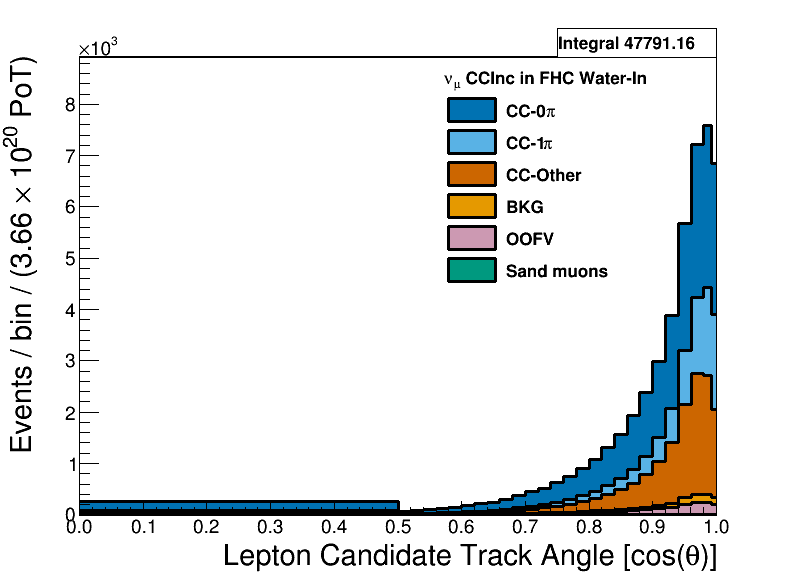 Integral 47791.16
×10³
ν_μ CCInc in FHC Water-In
CC-0π
CC-1π
CC-Other
BKG
OOFV
Sand muons
Events / bin / (3.66 × 10²⁰ PoT)
8
7
6
5
4
3
2
1
0
0.0 0.1 0.2 0.3 0.4 0.5 0.6 0.7 0.8 0.9 1.0
Lepton Candidate Track Angle [cos(θ)]